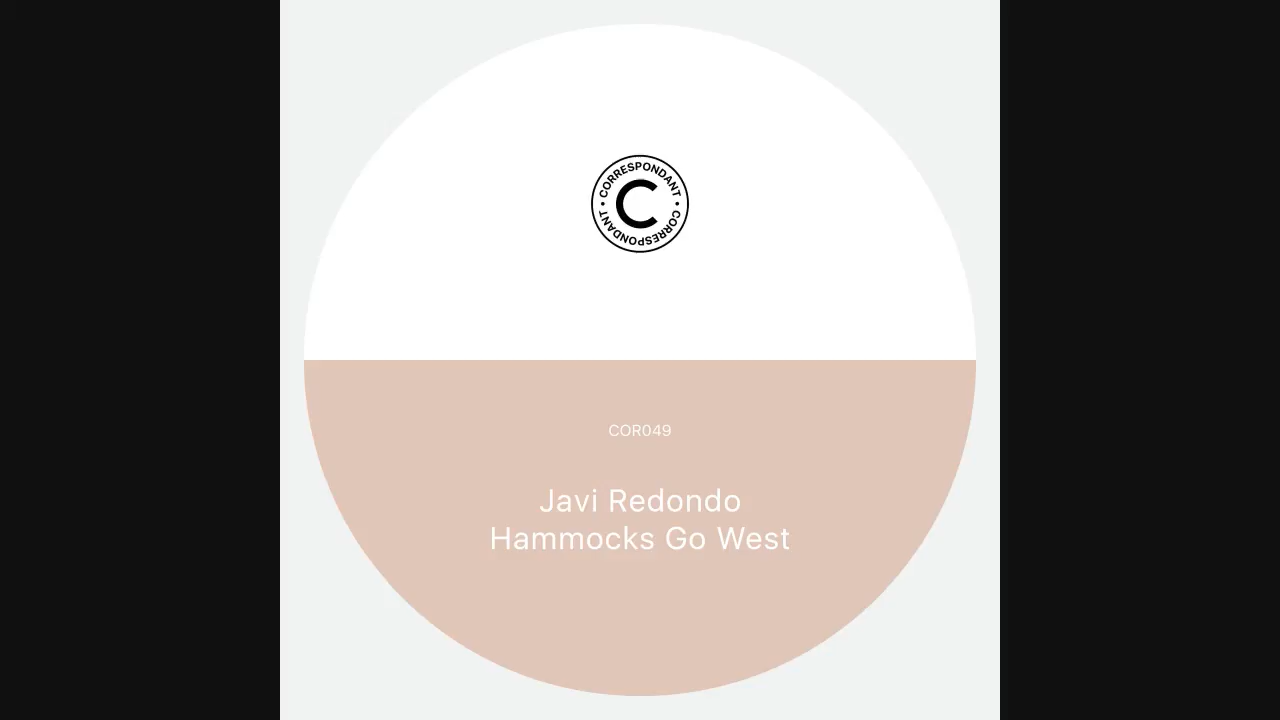 CORRESPONDANT • CORRESPONDANT •
C
COR049
Javi Redondo
Hammocks Go West